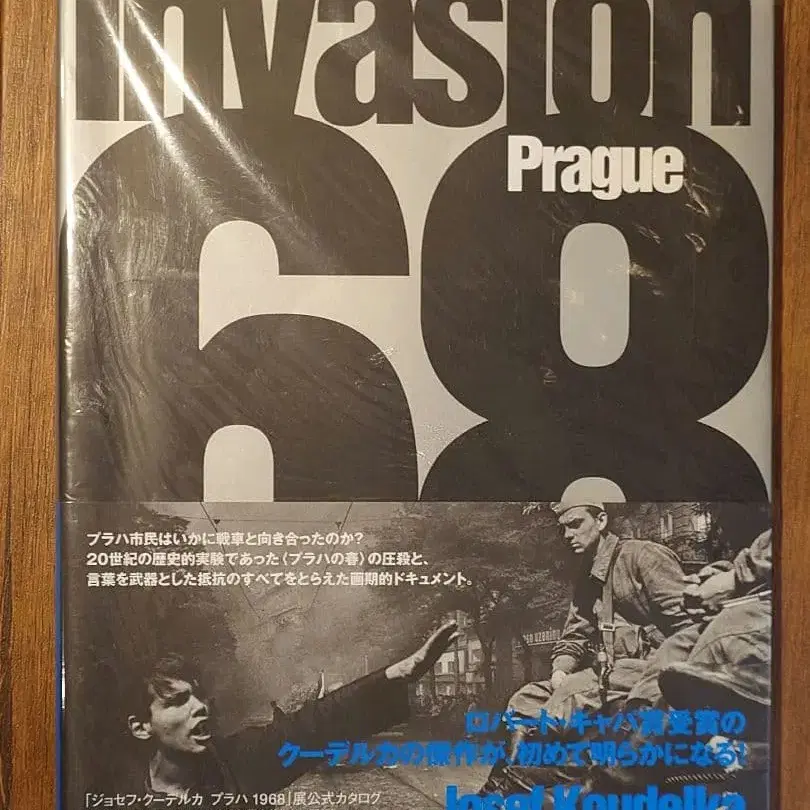 Invasion
Prague
68
プラハ市民はいかに戦車と向き合ったのか?
20世紀の歴史的実験であった〈プラハの春〉の圧殺と、
言葉を武器とした抵抗のすべてをとらえた画期的ドキュメント。
ロバート・キャパ賞受賞の
クーデルカの傑作が、初めて明らかになる!
「ジョセフ・クーデルカ プラハ 1968」展公式カタログ
Josef Koudelka